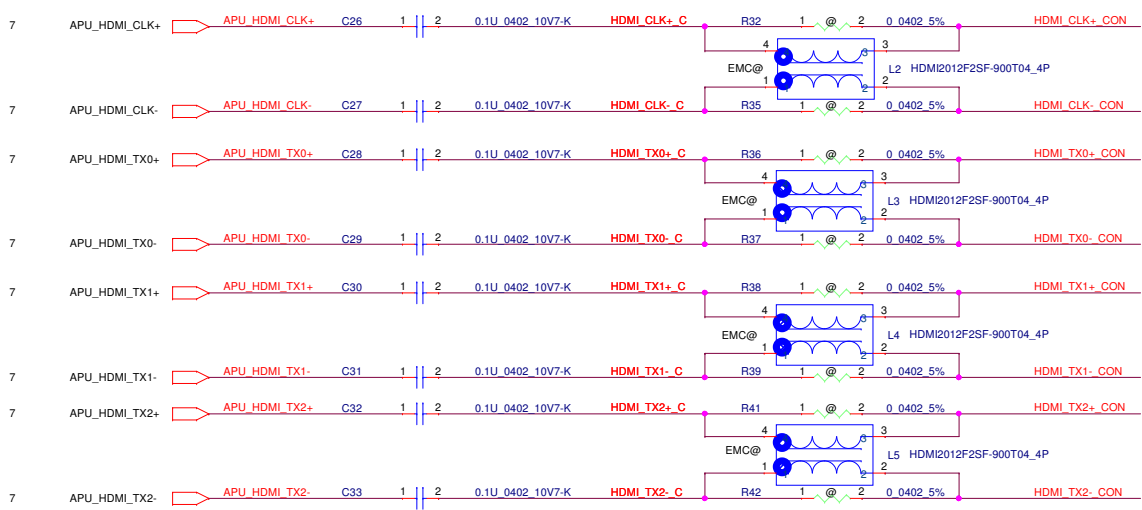 7 APU_HDMI_CLK+ APU_HDMI_CLK+ C26 1 2 0.1U_0402_10V7-K HDMI_CLK+_C R32 1 @ 2 0_0402_5% HDMI_CLK+_CON
4 3 3
EMC@ L2 HDMI2012F2SF-900T04_4P
1 2 2
7 APU_HDMI_CLK- APU_HDMI_CLK- C27 1 2 0.1U_0402_10V7-K HDMI_CLK-_C R35 1 @ 2 0_0402_5% HDMI_CLK-_CON
7 APU_HDMI_TX0+ APU_HDMI_TX0+ C28 1 2 0.1U_0402_10V7-K HDMI_TX0+_C R36 1 @ 2 0_0402_5% HDMI_TX0+_CON
4 3 3
EMC@ L3 HDMI2012F2SF-900T04_4P
1 2 2
7 APU_HDMI_TX0- APU_HDMI_TX0- C29 1 2 0.1U_0402_10V7-K HDMI_TX0-_C R37 1 @ 2 0_0402_5% HDMI_TX0-_CON
7 APU_HDMI_TX1+ APU_HDMI_TX1+ C30 1 2 0.1U_0402_10V7-K HDMI_TX1+_C R38 1 @ 2 0_0402_5% HDMI_TX1+_CON
4 3 3
EMC@ L4 HDMI2012F2SF-900T04_4P
1 2 2
7 APU_HDMI_TX1- APU_HDMI_TX1- C31 1 2 0.1U_0402_10V7-K HDMI_TX1-_C R39 1 @ 2 0_0402_5% HDMI_TX1-_CON
7 APU_HDMI_TX2+ APU_HDMI_TX2+ C32 1 2 0.1U_0402_10V7-K HDMI_TX2+_C R41 1 @ 2 0_0402_5% HDMI_TX2+_CON
4 3 3
EMC@ L5 HDMI2012F2SF-900T04_4P
1 2 2
7 APU_HDMI_TX2- APU_HDMI_TX2- C33 1 2 0.1U_0402_10V7-K HDMI_TX2-_C R42 1 @ 2 0_0402_5% HDMI_TX2-_CON